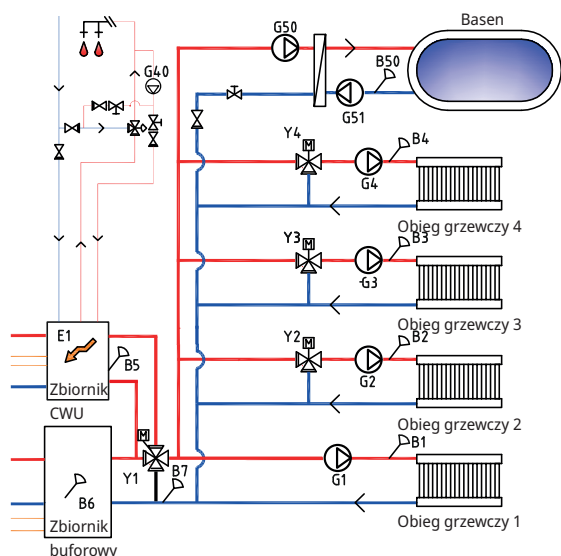 Basen
G50
B50
G40
G51
Y4
M
B4
G4
Obieg grzewczy 4
Y3
M
B3
G3
Obieg grzewczy 3
Y2
M
B2
G2
Obieg grzewczy 2
E1
B5
Zbiornik
CWU
M
Y1
B7
B1
G1
B6
Zbiornik
buforowy
Obieg grzewczy 1